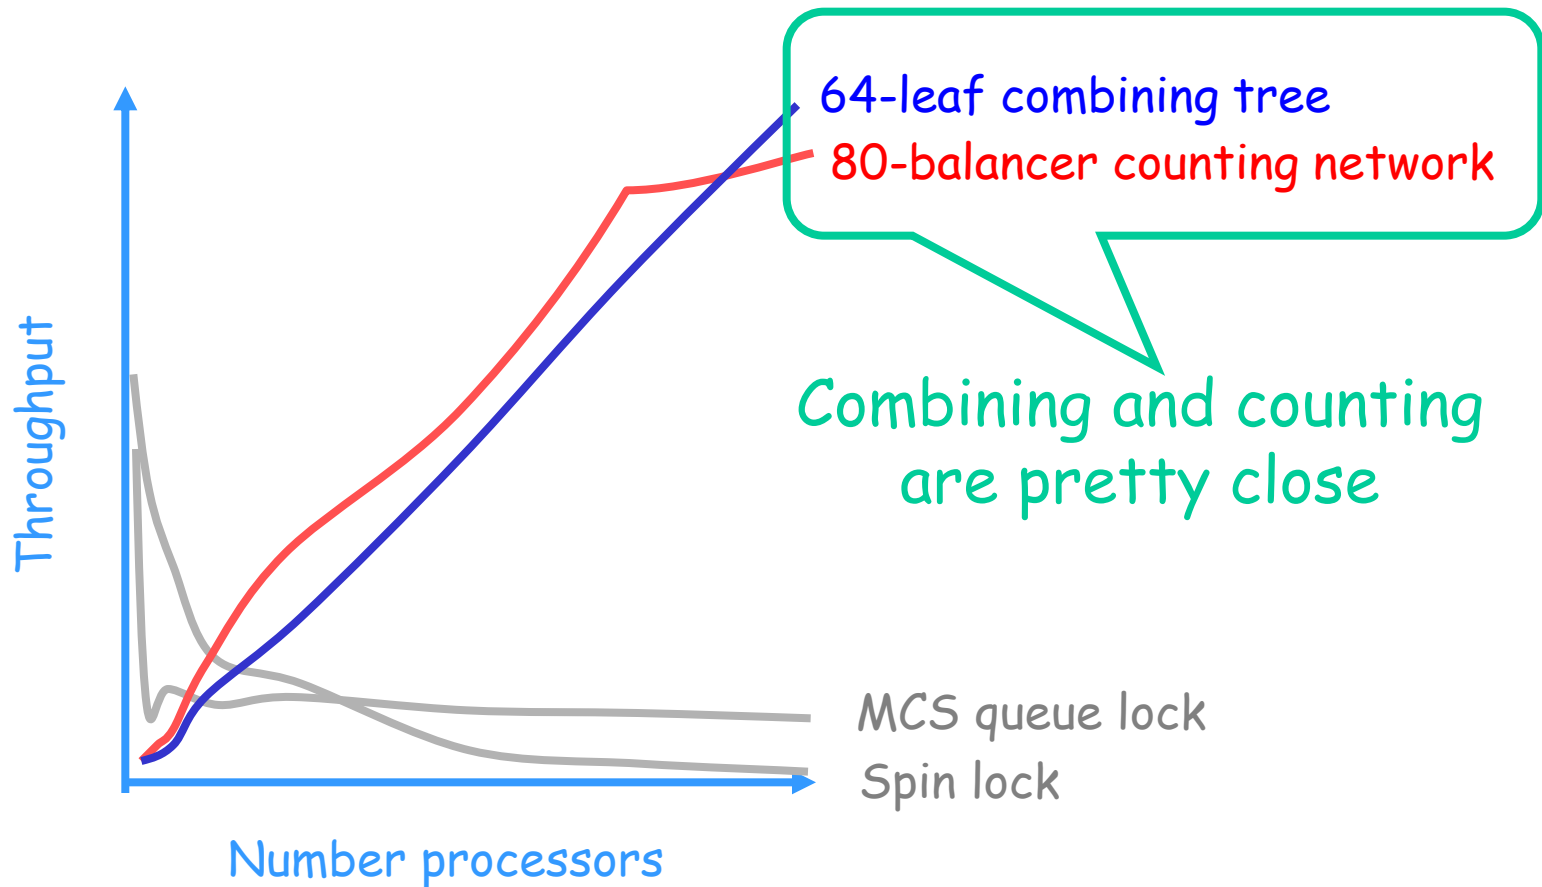 64-leaf combining tree
80-balancer counting network
Throughput
Combining and counting
are pretty close
MCS queue lock
Spin lock
Number processors